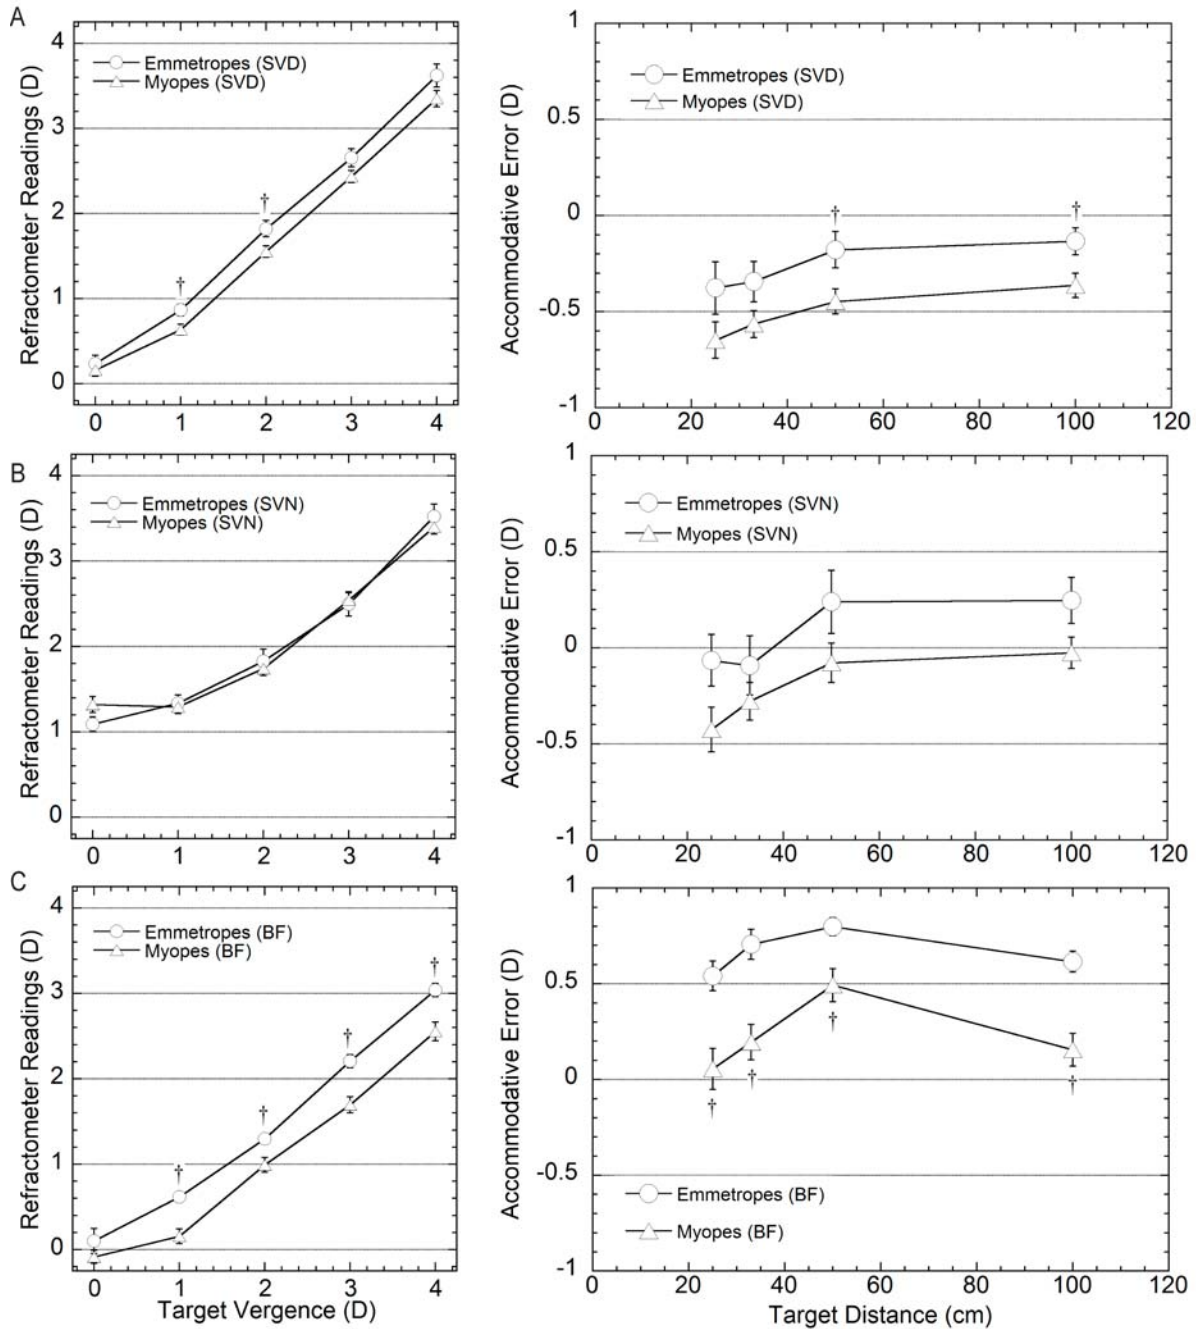 A
Refractometer Readings (D)
4
3
2
1
0
Emmetropes (SVD)
Myopes (SVD)
†
†
0 1 2 3 4
Accommodative Error (D)
1
0.5
0
-0.5
-1
Emmetropes (SVD)
Myopes (SVD)
† †
0 20 40 60 80 100 120
B
Refractometer Readings (D)
4
3
2
1
0
Emmetropes (SVN)
Myopes (SVN)
0 1 2 3 4
Accommodative Error (D)
1
0.5
0
-0.5
-1
Emmetropes (SVN)
Myopes (SVN)
0 20 40 60 80 100 120
C
Refractometer Readings (D)
4
3
2
1
0
Emmetropes (BF)
Myopes (BF)
†
†
†
†
0 1 2 3 4
Target Vergence (D)
Accommodative Error (D)
1
0.5
0
-0.5
-1
†
†
†
†
Emmetropes (BF)
Myopes (BF)
0 20 40 60 80 100 120
Target Distance (cm)